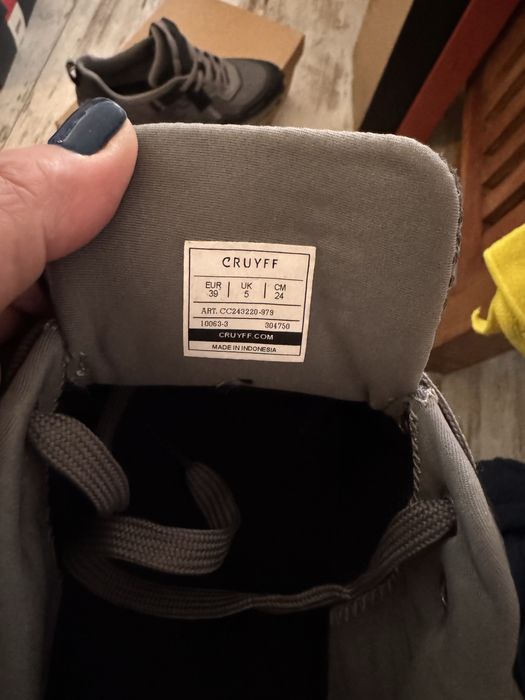 CRUYFF
EUR | UK | CM
39 | 5 | 24
ART. CC243220-979
10063-3 304750
CRUYFF.COM
MADE IN INDONESIA